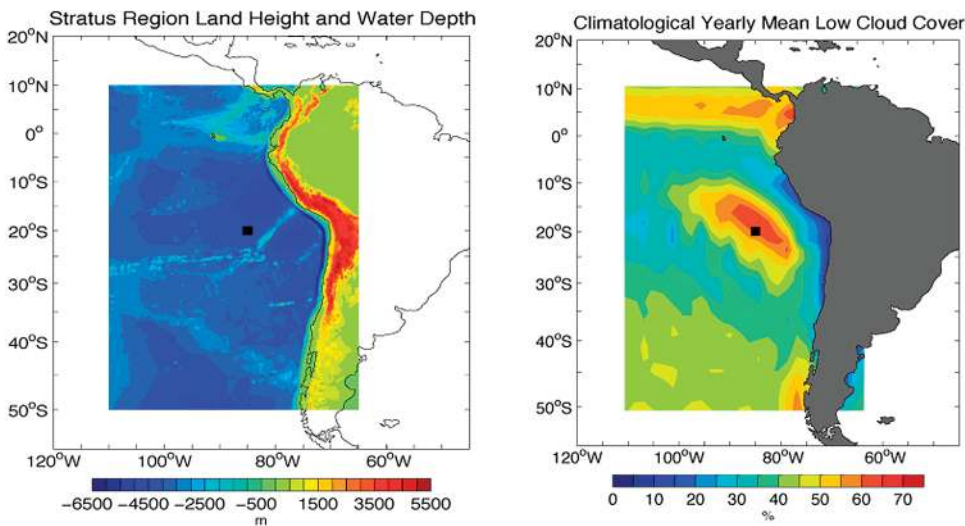 Stratus Region Land Height and Water Depth
20°N
10°N
0°
10°S
20°S
30°S
40°S
50°S
120°W 100°W 80°W 60°W
−6500 −4500 −2500 −500 1500 3500 5500
m
Climatological Yearly Mean Low Cloud Cover
20°N
10°N
0°
10°S
20°S
30°S
40°S
50°S
120°W 100°W 80°W 60°W
0 10 20 30 40 50 60 70
%